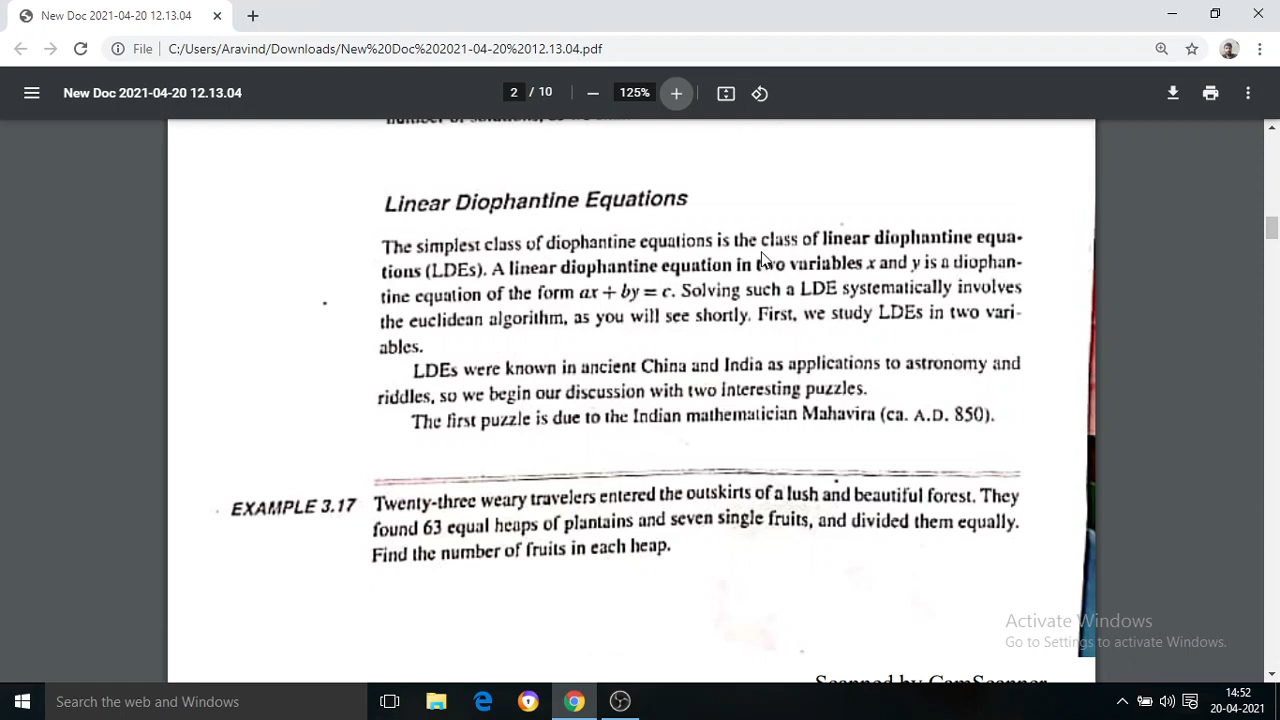 New Doc 2021-04-20 12.13.04
File
C:/Users/Aravind/Downloads/New%20Doc%202021-04-20%2012.13.04.pdf
New Doc 2021-04-20 12.13.04
2 / 10
125%
Linear Diophantine Equations
The simplest class of diophantine equations is the class of linear diophantine equa-
tions (LDEs). A linear diophantine equation in two variables x and y is a diophan-
tine equation of the form ax + by = c. Solving such a LDE systematically involves
the euclidean algorithm, as you will see shortly. First, we study LDEs in two vari-
ables.
LDEs were known in ancient China and India as applications to astronomy and
riddles, so we begin our discussion with two interesting puzzles.
The first puzzle is due to the Indian mathematician Mahavira (ca. A.D. 850).
EXAMPLE 3.17
Twenty-three weary travelers entered the outskirts of a lush and beautiful forest. They
found 63 equal heaps of plantains and seven single fruits, and divided them equally.
Find the number of fruits in each heap.
Activate Windows
Go to Settings to activate Windows.
Scanned by CamScanner
Search the web and Windows
14:52
20-04-2021